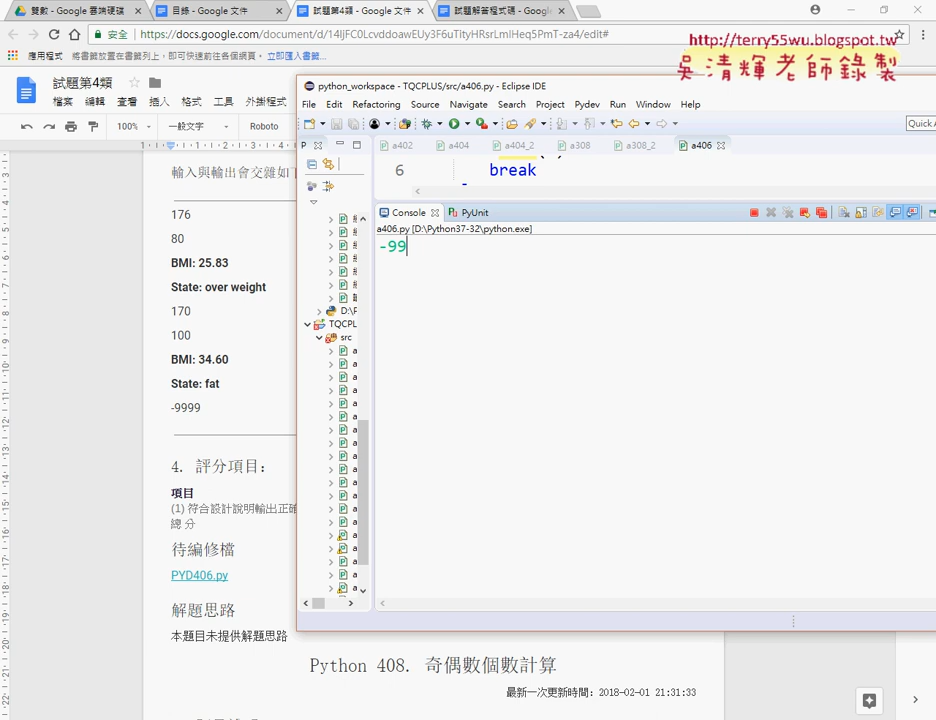 雙數 - Google 雲端硬碟
目錄 - Google 文件
試題第4類 - Google 文件
試題解答程式碼 - Googl
安全 | https://docs.google.com/document/d/14IjFC0LcvddoawEUy3F6uTityHRsrLmlHeq5PmT-za4/edit#
http://terry55wu.blogspot.tw
吳清輝老師錄製
應用程式 將書籤放置在書籤列上，即可快速前往各個網頁。 立即匯入書籤...
試題第4類
檔案 編輯 查看 插入 格式 工具 外掛程式
100% 一般文字 Roboto
python_workspace - TQCPLUS/src/a406.py - Eclipse IDE
File Edit Refactoring Source Navigate Search Project Pydev Run Window Help
Quick A
a402 a404 a404_2 a308 a308_2 a406
6 break
Console PyUnit
a406.py [D:\Python37-32\python.exe]
-99
D:\F
TQCPL
src
輸入與輸出會交雜如
176
80
BMI: 25.83
State: over weight
170
100
BMI: 34.60
State: fat
-9999
4. 評分項目：
項目
(1) 符合設計說明輸出正確
總 分
待編修檔
PYD406.py
解題思路
本題目未提供解題思路
Python 408. 奇偶數個數計算
最新一次更新時間： 2018-02-01 21:31:33